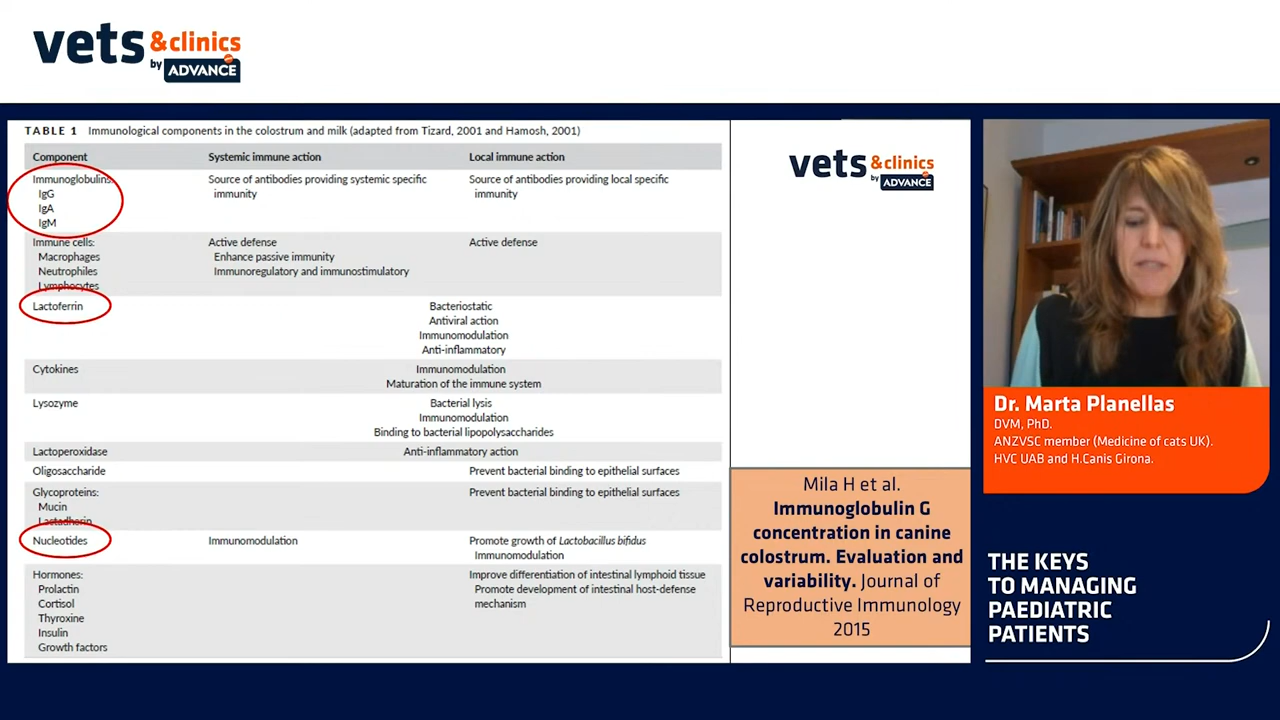 vets &clinics
by ADVANCE
TABLE 1 Immunological components in the colostrum and milk (adapted from Tizard, 2001 and Hamosh, 2001)
Component Systemic immune action Local immune action
Immunoglobulins: Source of antibodies providing systemic specific Source of antibodies providing local specific
IgG immunity immunity
IgA
IgM
Immune cells: Active defense Active defense
Macrophages Enhance passive immunity
Neutrophiles Immunoregulatory and immunostimulatory
Lymphocytes
Lactoferrin Bacteriostatic
Antiviral action
Immunomodulation
Anti-inflammatory
Cytokines Immunomodulation
Maturation of the immune system
Lysozyme Bacterial lysis
Immunomodulation
Binding to bacterial lipopolysaccharides
Lactoperoxidase Anti-inflammatory action
Oligosaccharide Prevent bacterial binding to epithelial surfaces
Glycoproteins: Prevent bacterial binding to epithelial surfaces
Mucin
Lactadherin
Nucleotides Immunomodulation Promote growth of Lactobacillus bifidus
Immunomodulation
Hormones: Improve differentiation of intestinal lymphoid tissue
Prolactin Promote development of intestinal host-defense
Cortisol mechanism
Thyroxine
Insulin
Growth factors
vets &clinics
by ADVANCE
Mila H et al.
Immunoglobulin G
concentration in canine
colostrum. Evaluation and
variability. Journal of
Reproductive Immunology
2015
Dr. Marta Planellas
DVM, PhD.
ANZVSC member (Medicine of cats UK).
HVC UAB and H.Canis Girona.
THE KEYS
TO MANAGING
PAEDIATRIC
PATIENTS